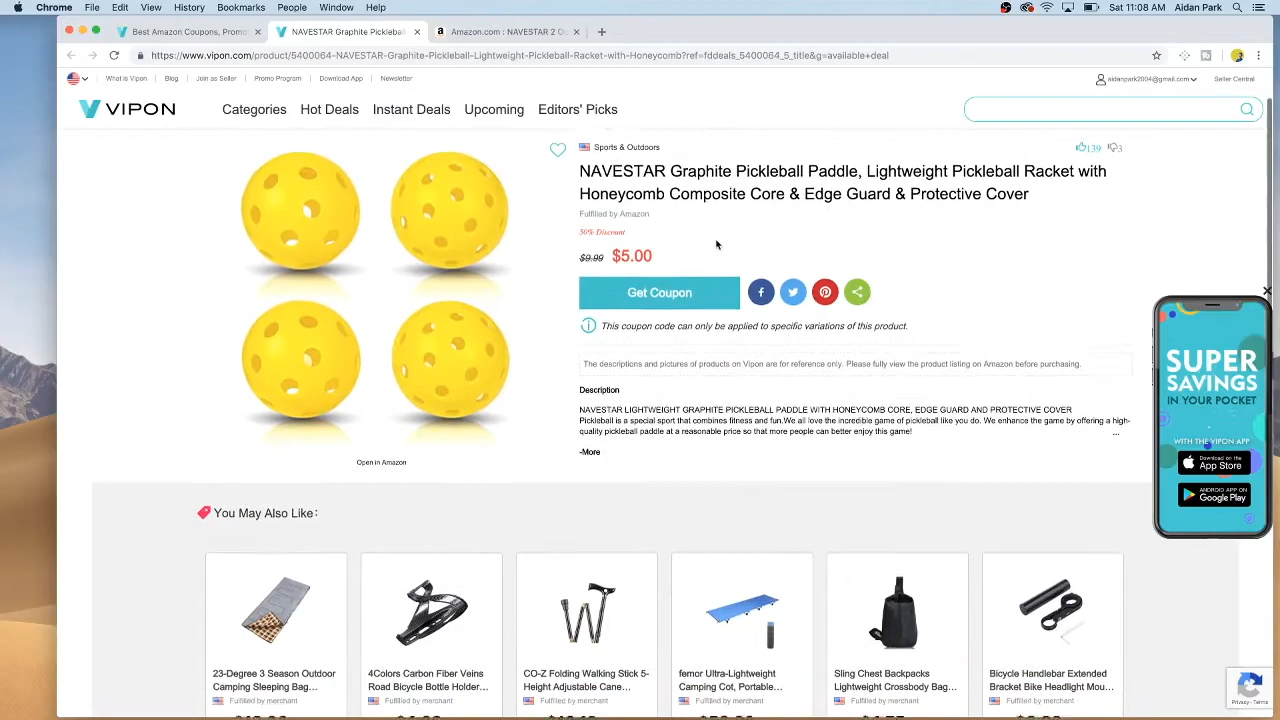 Chrome File Edit View History Bookmarks People Window Help Sat 11:08 AM Aidan Park
Best Amazon Coupons, Promo NAVESTAR Graphite Pickleball Amazon.com : NAVESTAR 2
https://www.vipon.com/product/5400064-NAVESTAR-Graphite-Pickleball-Lightweight-Pickleball-Racket-with-Honeycomb?ref=fddeals_5400064_5_title&g=available+deal
What is Vipon Blog Join as Seller Promo Program Download App Newsletter aidanpark2004@gmail.com Seller Central
VIPON Categories Hot Deals Instant Deals Upcoming Editors' Picks
Sports & Outdoors 139 3
NAVESTAR Graphite Pickleball Paddle, Lightweight Pickleball Racket with
Honeycomb Composite Core & Edge Guard & Protective Cover
Fulfilled by Amazon
50% Discount
$9.99 $5.00
Get Coupon
This coupon code can only be applied to specific variations of this product.
The descriptions and pictures of products on Vipon are for reference only. Please fully view the product listing on Amazon before purchasing.
Description
NAVESTAR LIGHTWEIGHT GRAPHITE PICKLEBALL PADDLE WITH HONEYCOMB CORE, EDGE GUARD AND PROTECTIVE COVER
Pickleball is a special sport that combines fitness and fun.We all love the incredible game of pickleball like you do. We enhance the game by offering a high-
quality pickleball paddle at a reasonable price so that more people can better enjoy this game! ...
-More
Open in Amazon
SUPER
SAVINGS
IN YOUR POCKET
WITH THE VIPON APP
Download on the
App Store
ANDROID APP ON
Google Play
You May Also Like:
23-Degree 3 Season Outdoor
Camping Sleeping Bag...
Fulfilled by merchant
4Colors Carbon Fiber Veins
Road Bicycle Bottle Holder...
Fulfilled by merchant
CO-Z Folding Walking Stick 5-
Height Adjustable Cane...
Fulfilled by merchant
femor Ultra-Lightweight
Camping Cot, Portable...
Fulfilled by merchant
Sling Chest Backpacks
Lightweight Crossbody Bag...
Fulfilled by merchant
Bicycle Handlebar Extended
Bracket Bike Headlight Mou...
Fulfilled by merchant
Privacy - Terms